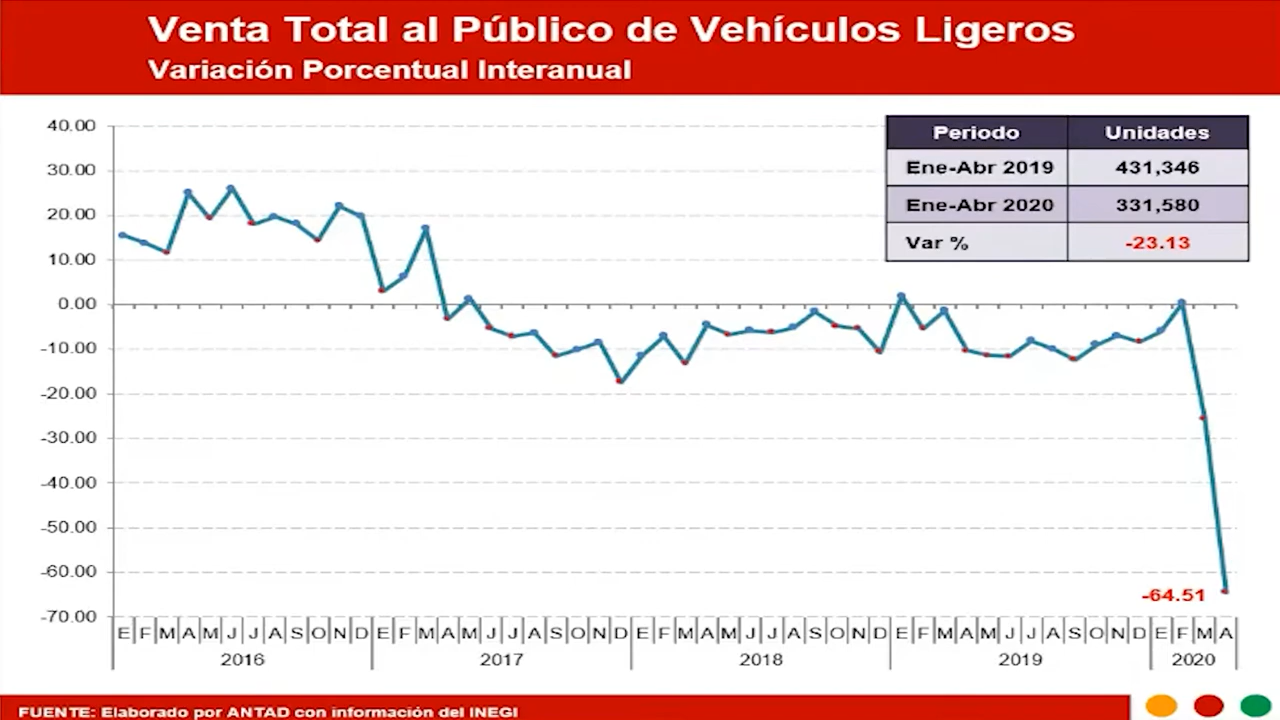 Venta Total al Público de Vehículos Ligeros
Variación Porcentual Interanual
40.00
30.00
20.00
10.00
0.00
-10.00
-20.00
-30.00
-40.00
-50.00
-60.00
-70.00
Periodo Unidades
Ene-Abr 2019 431,346
Ene-Abr 2020 331,580
Var % -23.13
-64.51
E F M A M J J A S O N D E F M A M J J A S O N D E F M A M J J A S O N D E F M A M J J A S O N D E F M A
2016 2017 2018 2019 2020
FUENTE: Elaborado por ANTAD con información del INEGI